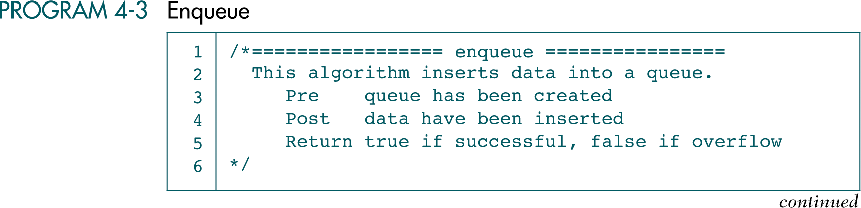 PROGRAM 4-3 Enqueue
1 /*================= enqueue ================
2 This algorithm inserts data into a queue.
3 Pre queue has been created
4 Post data have been inserted
5 Return true if successful, false if overflow
6 */
continued